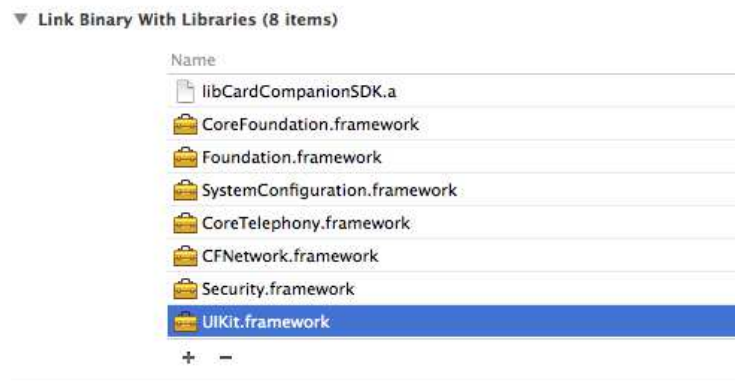 Link Binary With Libraries (8 items)
Name
libCardCompanionSDK.a
CoreFoundation.framework
Foundation.framework
SystemConfiguration.framework
CoreTelephony.framework
CFNetwork.framework
Security.framework
UIKit.framework
+ −